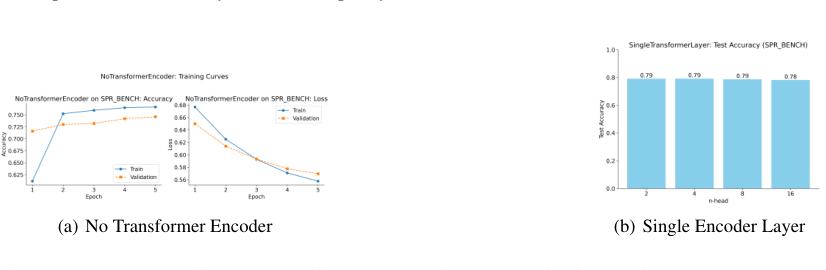 NoTransformerEncoder: Training Curves
NoTransformerEncoder on SPR_BENCH: Accuracy
Accuracy
0.750
0.725
0.700
0.675
0.650
0.625
Train
Validation
1 2 3 4 5
Epoch
NoTransformerEncoder on SPR_BENCH: Loss
Loss
0.68
0.66
0.64
0.62
0.60
0.58
0.56
Train
Validation
1 2 3 4 5
Epoch
(a) No Transformer Encoder
SingleTransformerLayer: Test Accuracy (SPR_BENCH)
Test Accuracy
1.0
0.8
0.6
0.4
0.2
0.0
0.79 0.79 0.79 0.78
2 4 8 16
n-head
(b) Single Encoder Layer